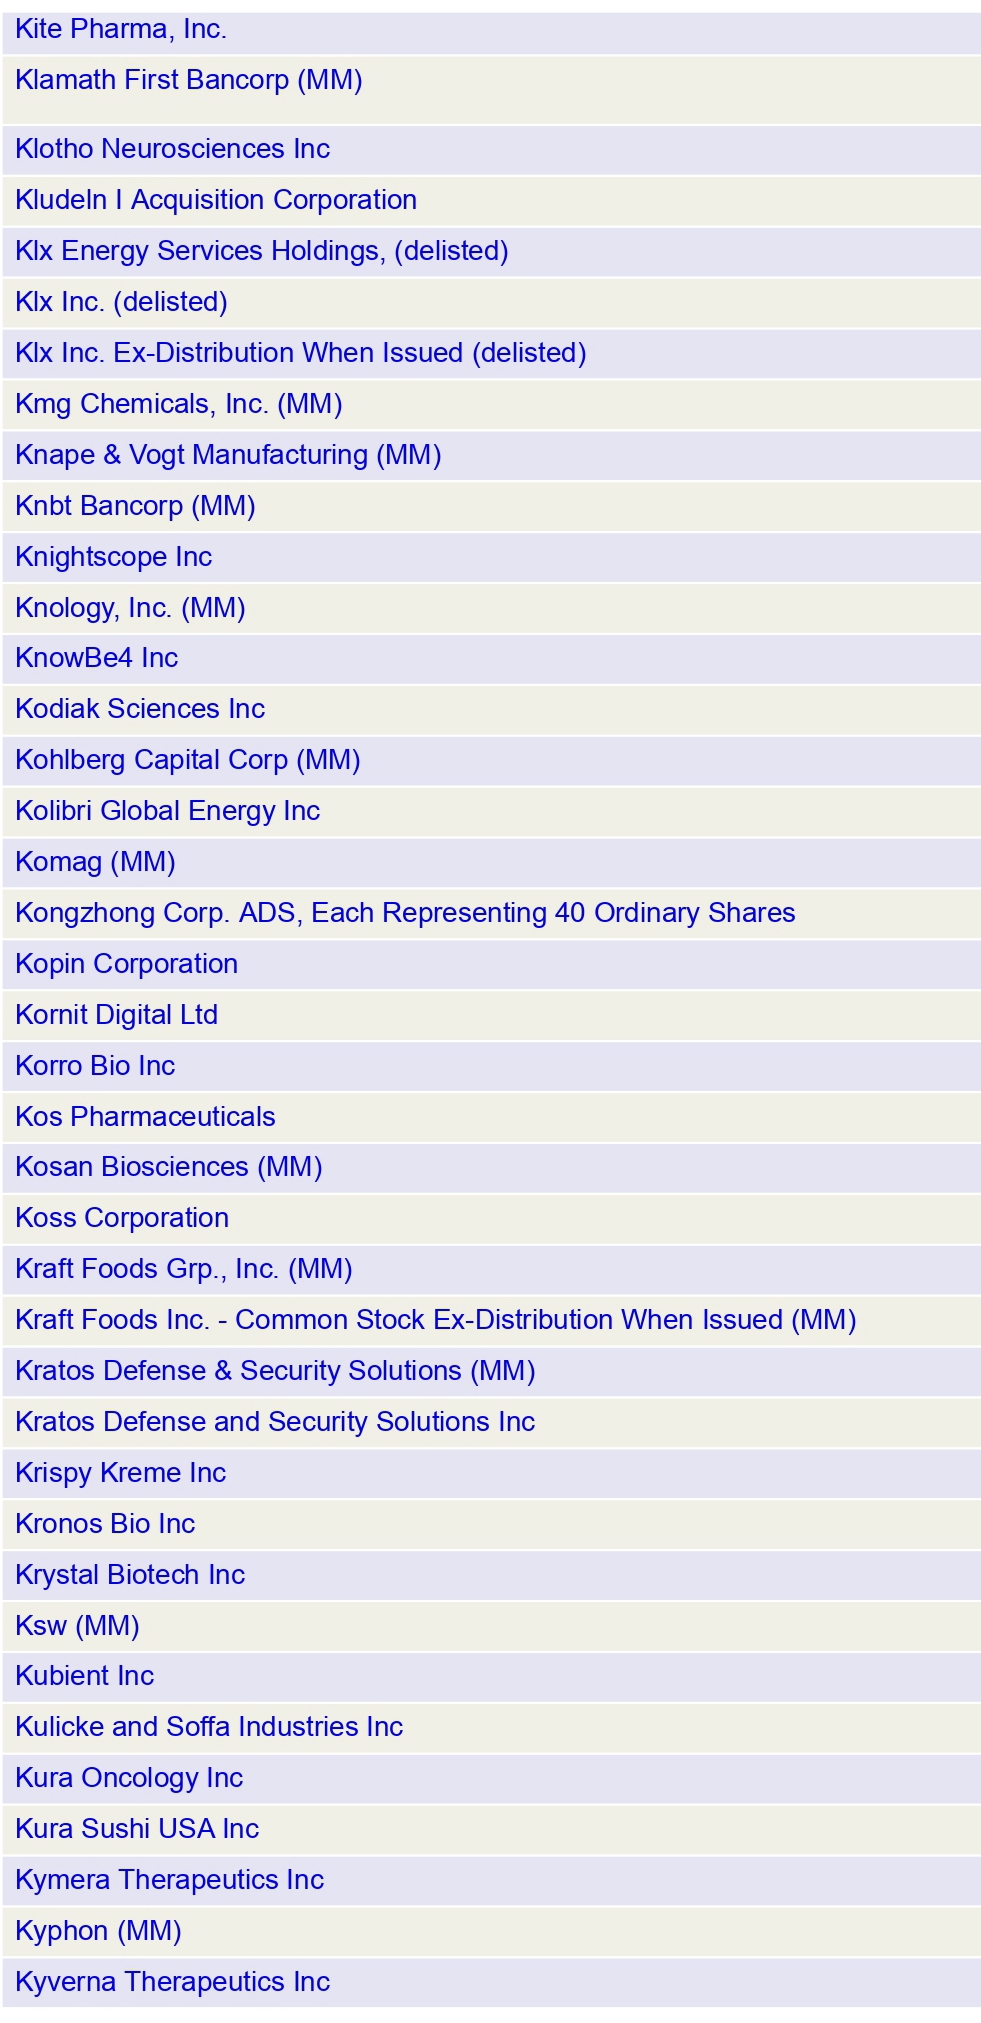 Kite Pharma, Inc.
Klamath First Bancorp (MM)
Klotho Neurosciences Inc
Kludeln I Acquisition Corporation
Klx Energy Services Holdings, (delisted)
Klx Inc. (delisted)
Klx Inc. Ex-Distribution When Issued (delisted)
Kmg Chemicals, Inc. (MM)
Knape & Vogt Manufacturing (MM)
Knbt Bancorp (MM)
Knightscope Inc
Knology, Inc. (MM)
KnowBe4 Inc
Kodiak Sciences Inc
Kohlberg Capital Corp (MM)
Kolibri Global Energy Inc
Komag (MM)
Kongzhong Corp. ADS, Each Representing 40 Ordinary Shares
Kopin Corporation
Kornit Digital Ltd
Korro Bio Inc
Kos Pharmaceuticals
Kosan Biosciences (MM)
Koss Corporation
Kraft Foods Grp., Inc. (MM)
Kraft Foods Inc. - Common Stock Ex-Distribution When Issued (MM)
Kratos Defense & Security Solutions (MM)
Kratos Defense and Security Solutions Inc
Krispy Kreme Inc
Kronos Bio Inc
Krystal Biotech Inc
Ksw (MM)
Kubient Inc
Kulicke and Soffa Industries Inc
Kura Oncology Inc
Kura Sushi USA Inc
Kymera Therapeutics Inc
Kyphon (MM)
Kyverna Therapeutics Inc